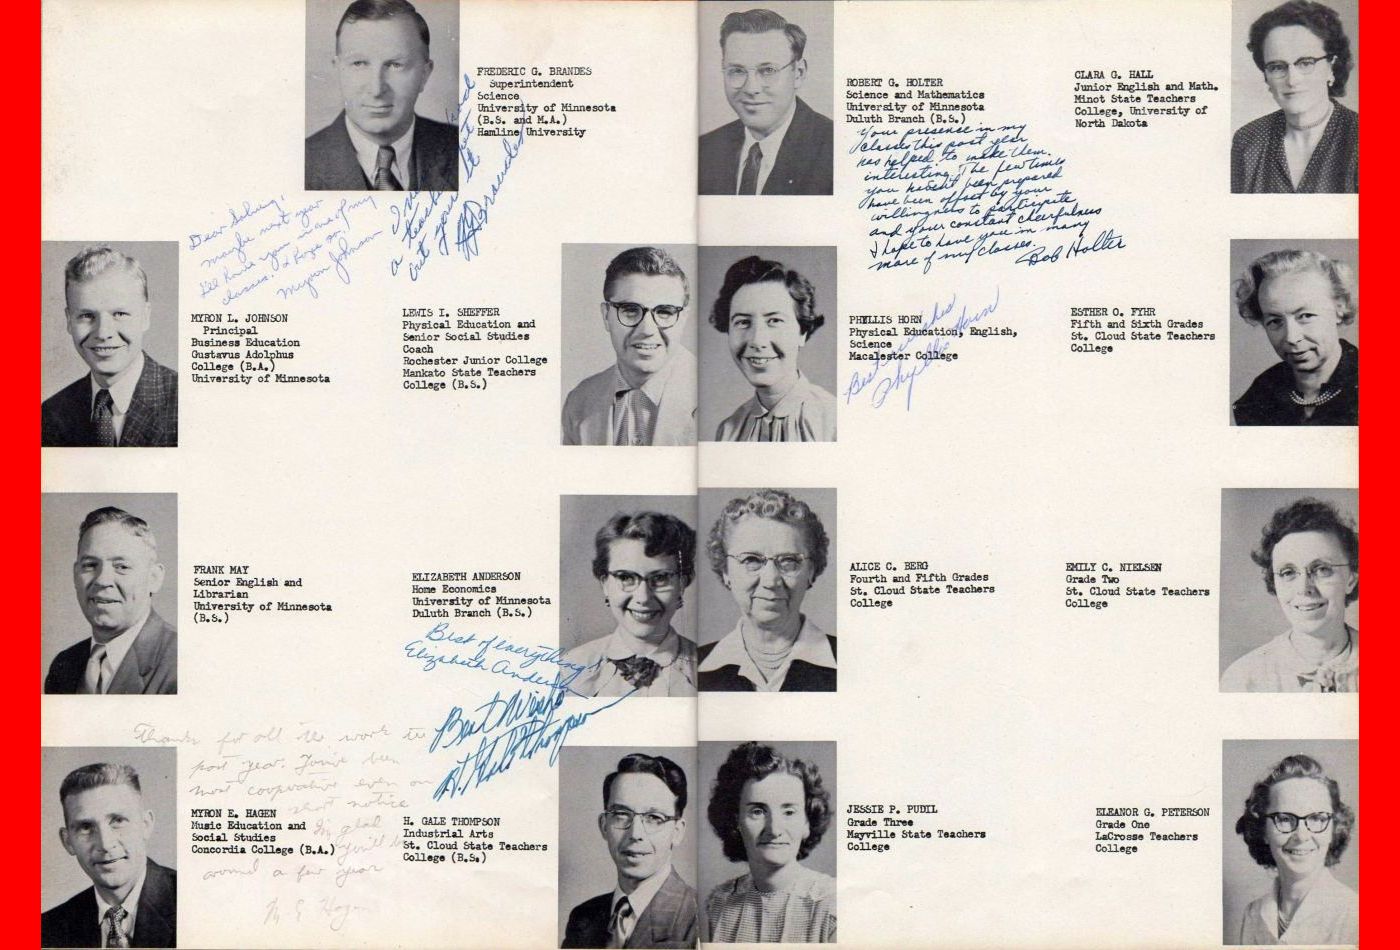 FREDERIC G. BRANDES
Superintendent
Science
University of Minnesota
(B.S. and M.A.)
Hamline University
Dear Solveig,
maybe next year
I'll have you in one of my
classes. I hope so,
Myron Johnson
MYRON L. JOHNSON
Principal
Business Education
Gustavus Adolphus
College (B.A.)
University of Minnesota
LEWIS I. SHEFFER
Physical Education and
Senior Social Studies
Coach
Rochester Junior College
Mankato State Teachers
College (B.S.)
FRANK MAY
Senior English and
Librarian
University of Minnesota
(B.S.)
ELIZABETH ANDERSON
Home Economics
University of Minnesota
Duluth Branch (B.S.)
Best of everything!
Elizabeth Anderson
Best Wishes
H. Gale Thompson
Thanks for all the work the
past year. You've been
most cooperative even on
short notice
I'm glad
you'll be
around a few year
M E Hagen
MYRON E. HAGEN
Music Education and
Social Studies
Concordia College (B.A.)
H. GALE THOMPSON
Industrial Arts
St. Cloud State Teachers
College (B.S.)
ROBERT G. HOLTER
Science and Mathematics
University of Minnesota
Duluth Branch (B.S.)
Your presence in my
classes this past year
has helped to make them
interesting. The few times
you hadn't been prepared
have been offset by your
willingness to participate
and your constant cheerfulness
I hope to have you in many
more of my classes.
Bob Holter
CLARA G. HALL
Junior English and Math.
Minot State Teachers
College, University of
North Dakota
PHYLLIS HORN
Physical Education, English,
Science
Macalester College
Best wishes
Phyllis Horn
ESTHER O. FYHR
Fifth and Sixth Grades
St. Cloud State Teachers
College
ALICE C. BERG
Fourth and Fifth Grades
St. Cloud State Teachers
College
EMILY C. NIELSEN
Grade Two
St. Cloud State Teachers
College
JESSIE P. PUDIL
Grade Three
Mayville State Teachers
College
ELEANOR G. PETERSON
Grade One
LaCrosse Teachers
College